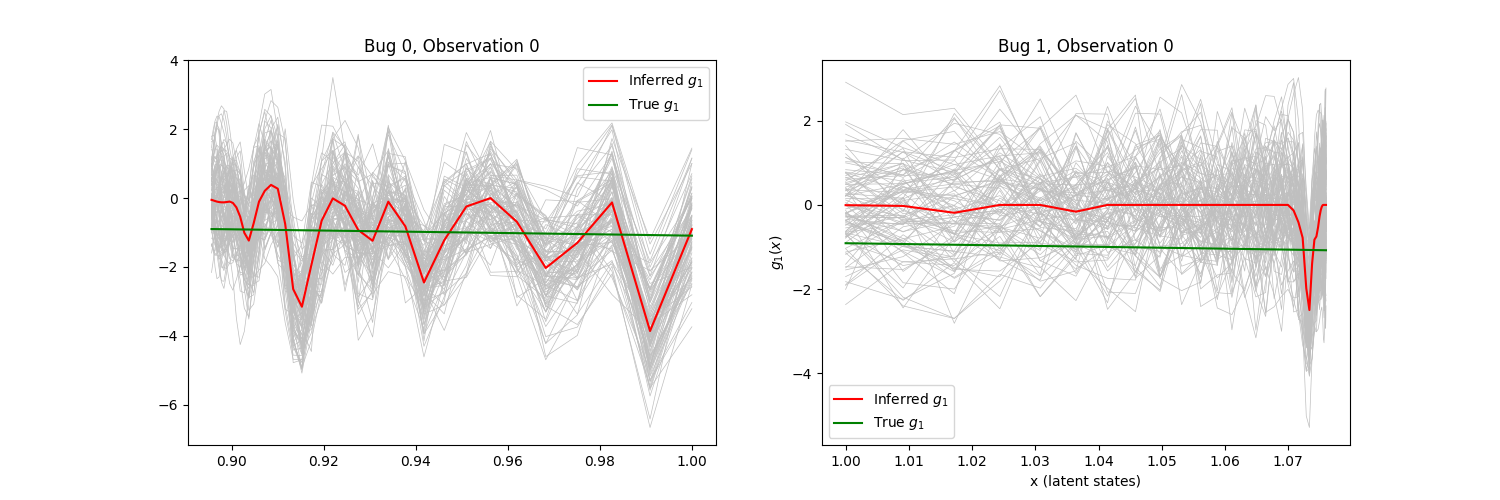 Bug 0, Observation 0
4
2
0
−2
−4
−6
0.90 0.92 0.94 0.96 0.98 1.00
Inferred g₁
True g₁
Bug 1, Observation 0
g₁(x)
2
0
−2
−4
Inferred g₁
True g₁
1.00 1.01 1.02 1.03 1.04 1.05 1.06 1.07
x (latent states)